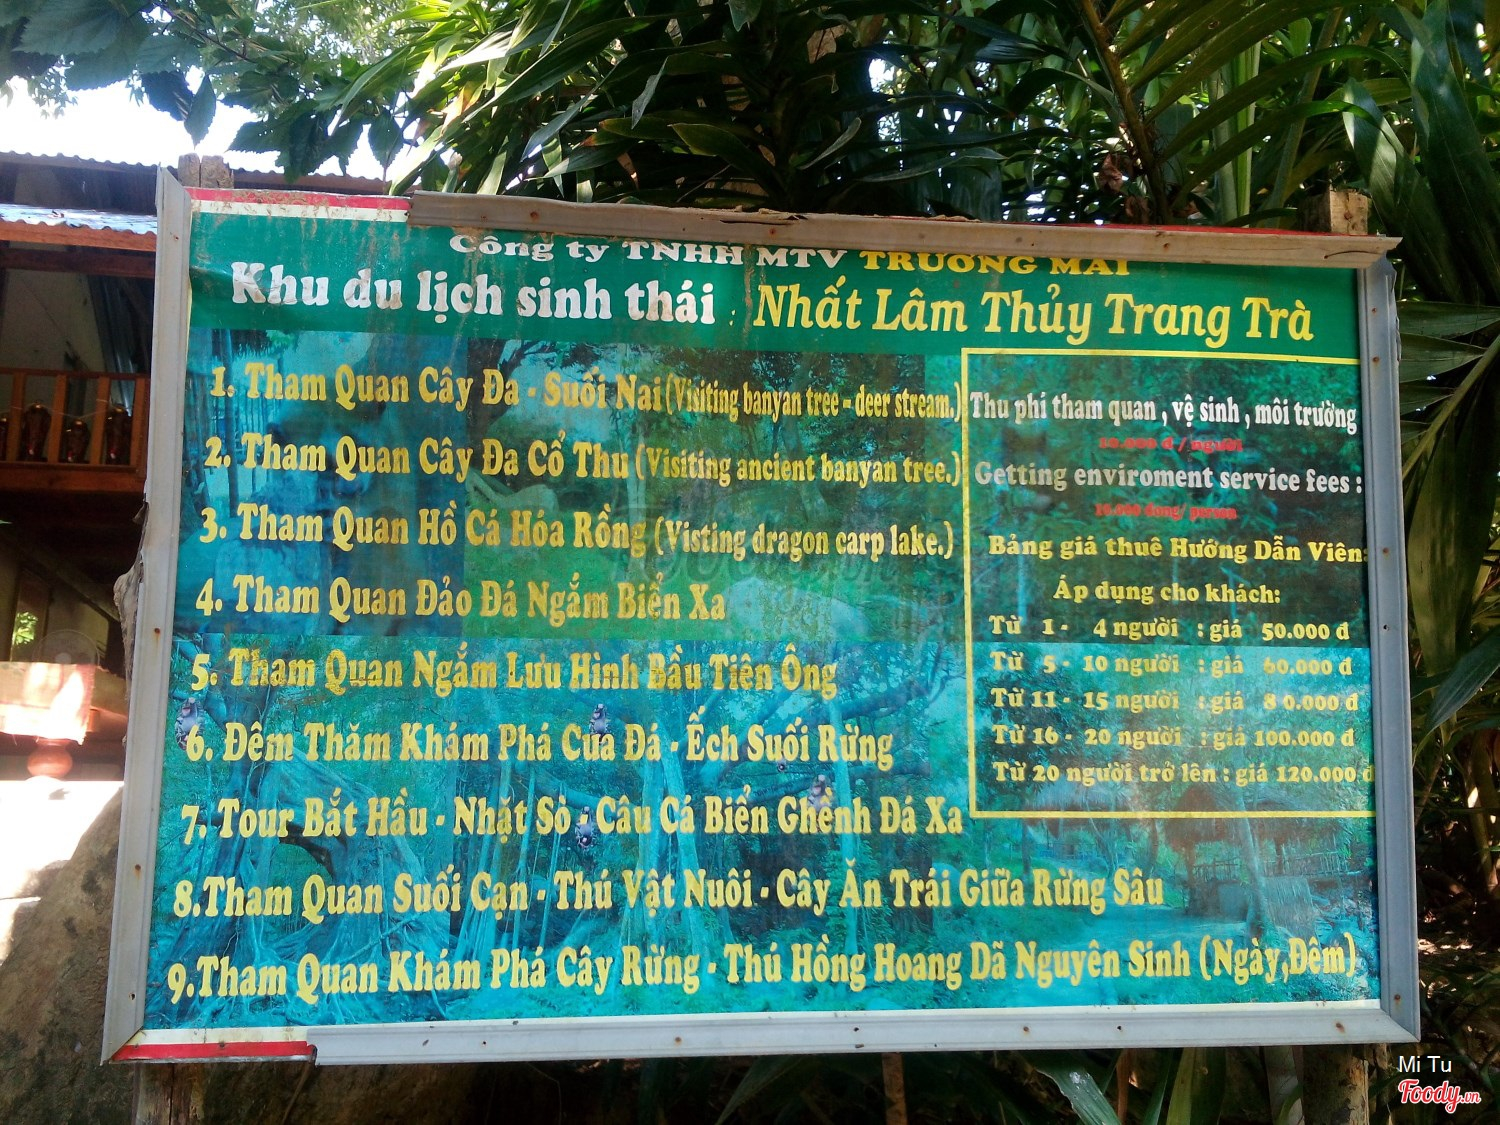 Công ty TNHH MTV TRƯỜNG MAI
Khu du lịch sinh thái : Nhất Lâm Thủy Trang Trà
1. Tham Quan Cây Đa - Suối Nai (Visiting banyan tree - deer stream.)
2. Tham Quan Cây Đa Cổ Thu (Visiting ancient banyan tree.)
3. Tham Quan Hồ Cá Hóa Rồng (Visting dragon carp lake.)
4. Tham Quan Đảo Đá Ngắm Biển Xa
5. Tham Quan Ngắm Lưu Hình Bầu Tiên Ông
6. Đêm Thăm Khám Phá Cua Đá - Ếch Suối Rừng
7. Tour Bắt Hầu - Nhặt Sò - Câu Cá Biển Ghềnh Đá Xa
8.Tham Quan Suối Cạn - Thú Vật Nuôi - Cây Ăn Trái Giữa Rừng Sâu
9.Tham Quan Khám Phá Cây Rừng - Thú Hồng Hoang Dã Nguyên Sinh (Ngày,Đêm)
Thu phí tham quan , vệ sinh , môi trường
10.000 đ / người
Getting enviroment service fees :
10.000 dong/ person
Bảng giá thuê Hướng Dẫn Viên:
Áp dụng cho khách:
Từ 1 - 4 người : giá 50.000 đ
Từ 5 - 10 người : giá 60.000 đ
Từ 11 - 15 người : giá 8 0.000 đ
Từ 16 - 20 người : giá 100.000 đ
Từ 20 người trở lên : giá 120.000 đ
Mi Tu
Foody.vn